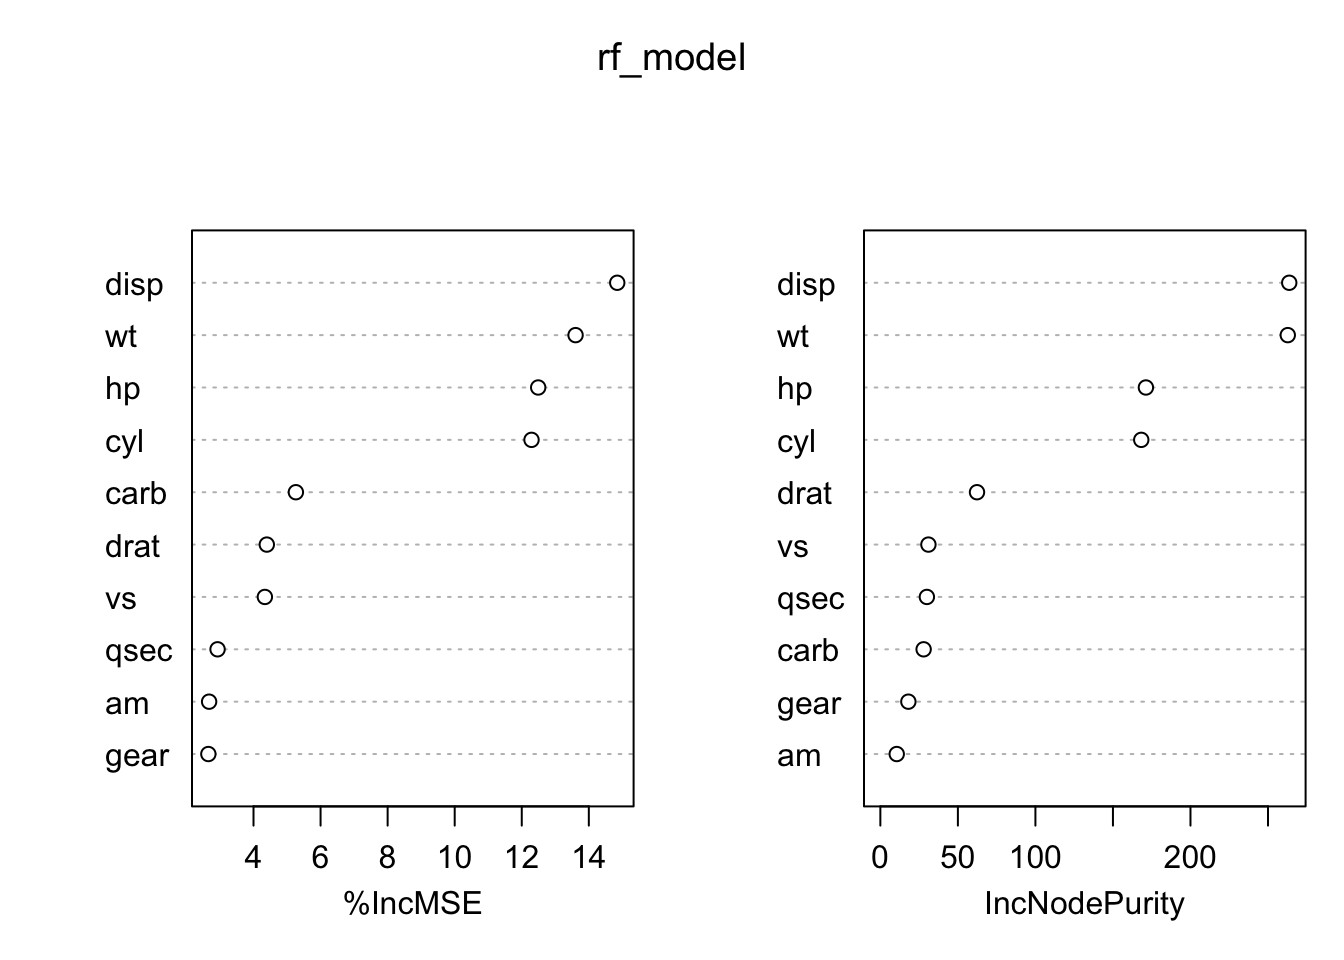 rf_model
disp
wt
hp
cyl
carb
drat
vs
qsec
am
gear
4 6 8 10 12 14
%IncMSE
disp
wt
hp
cyl
drat
vs
qsec
carb
gear
am
0 50 100 200
IncNodePurity